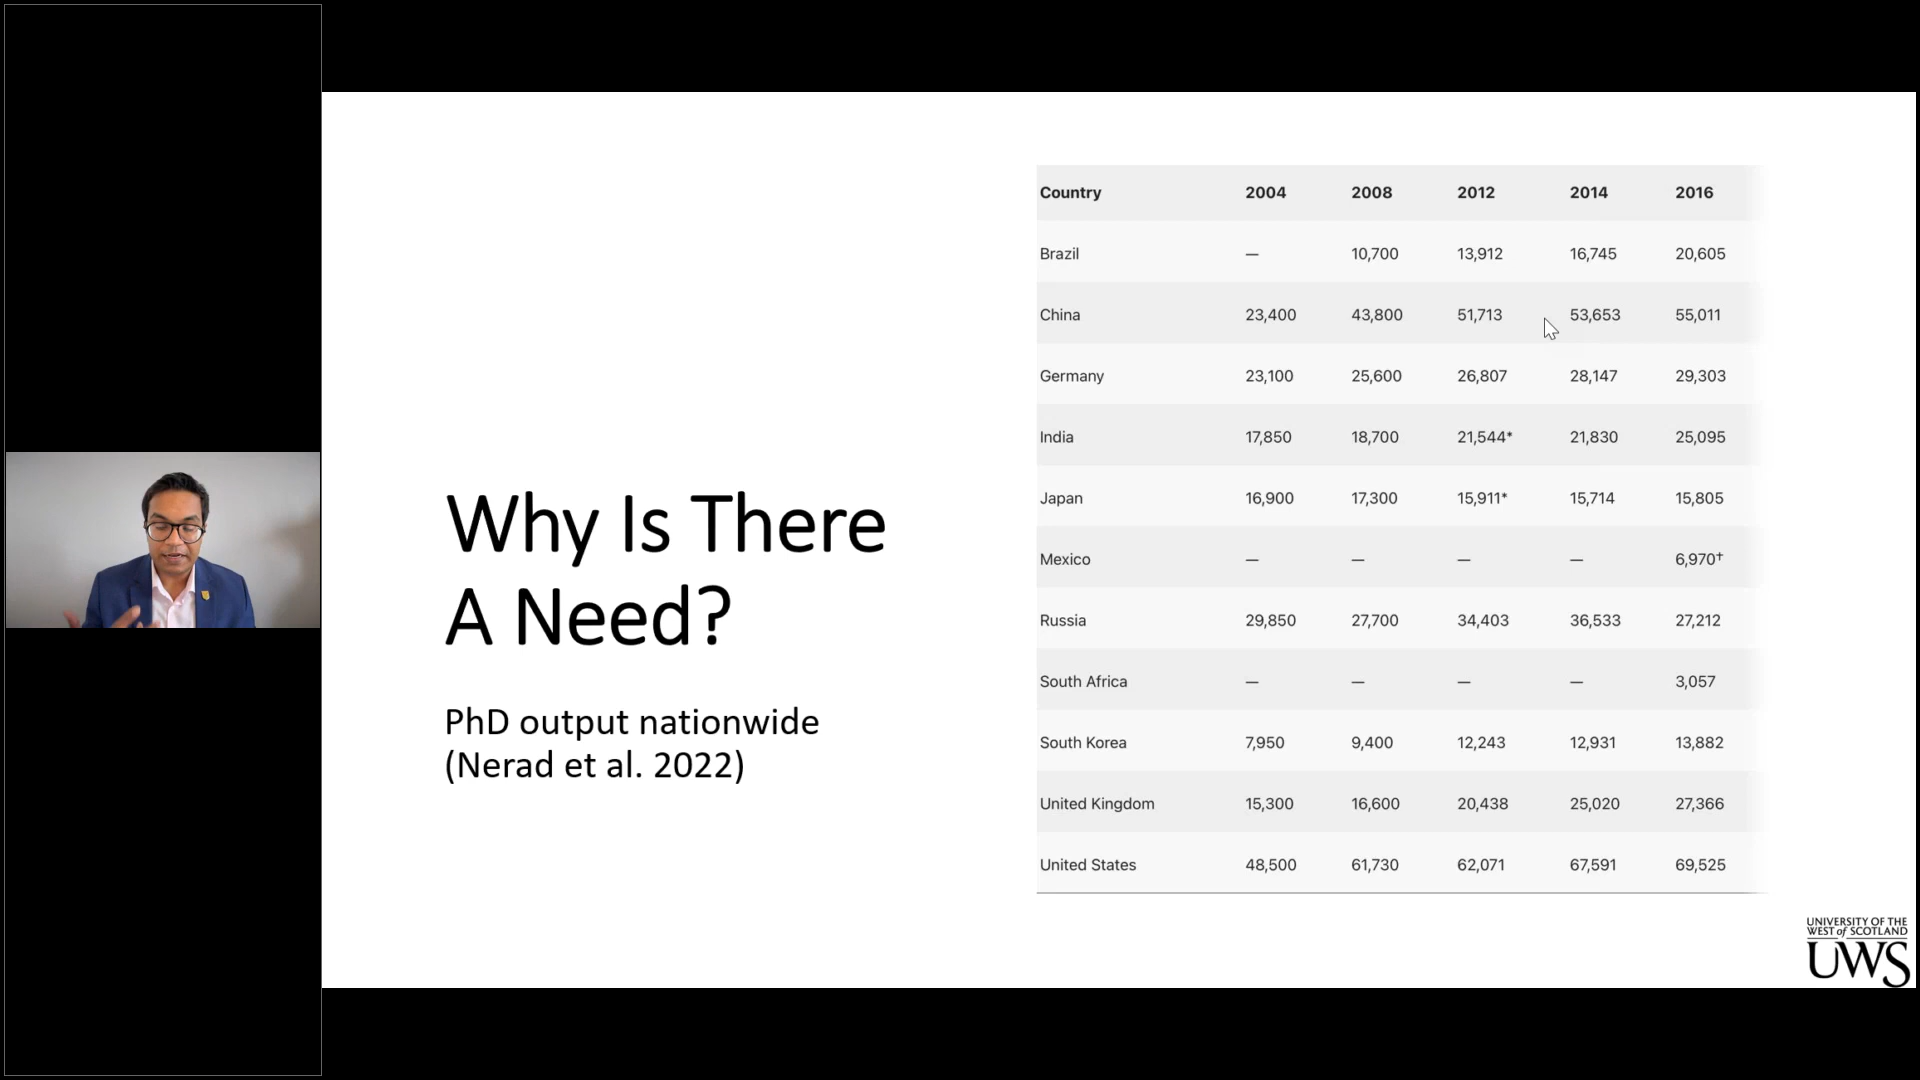 Why Is There
A Need?
PhD output nationwide
(Nerad et al. 2022)
Country 2004 2008 2012 2014 2016
Brazil — 10,700 13,912 16,745 20,605
China 23,400 43,800 51,713 53,653 55,011
Germany 23,100 25,600 26,807 28,147 29,303
India 17,850 18,700 21,544* 21,830 25,095
Japan 16,900 17,300 15,911* 15,714 15,805
Mexico — — — — 6,970†
Russia 29,850 27,700 34,403 36,533 27,212
South Africa — — — — 3,057
South Korea 7,950 9,400 12,243 12,931 13,882
United Kingdom 15,300 16,600 20,438 25,020 27,366
United States 48,500 61,730 62,071 67,591 69,525
UNIVERSITY OF THE
WEST of SCOTLAND
UWS